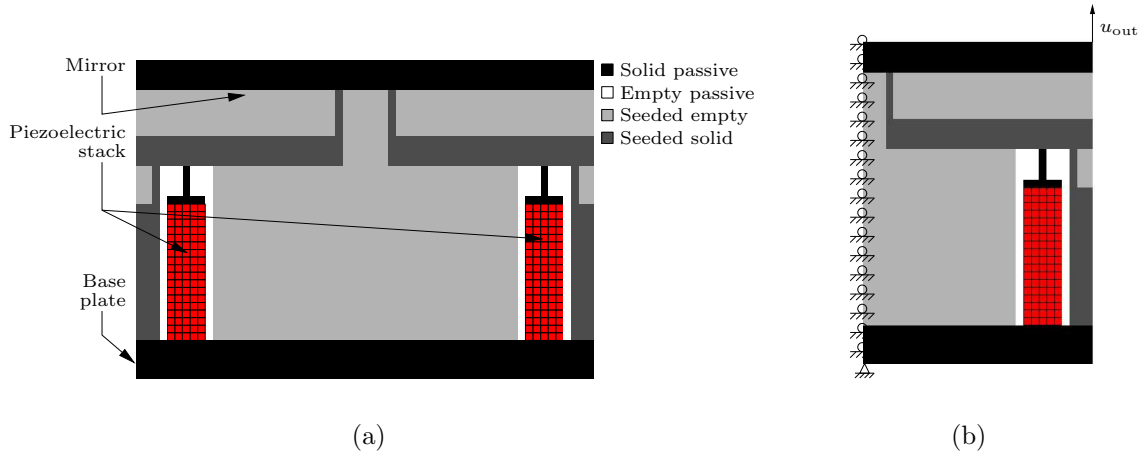 Mirror
Piezoelectric
stack
Base
plate
Solid passive
Empty passive
Seeded empty
Seeded solid
u_out
(a)
(b)